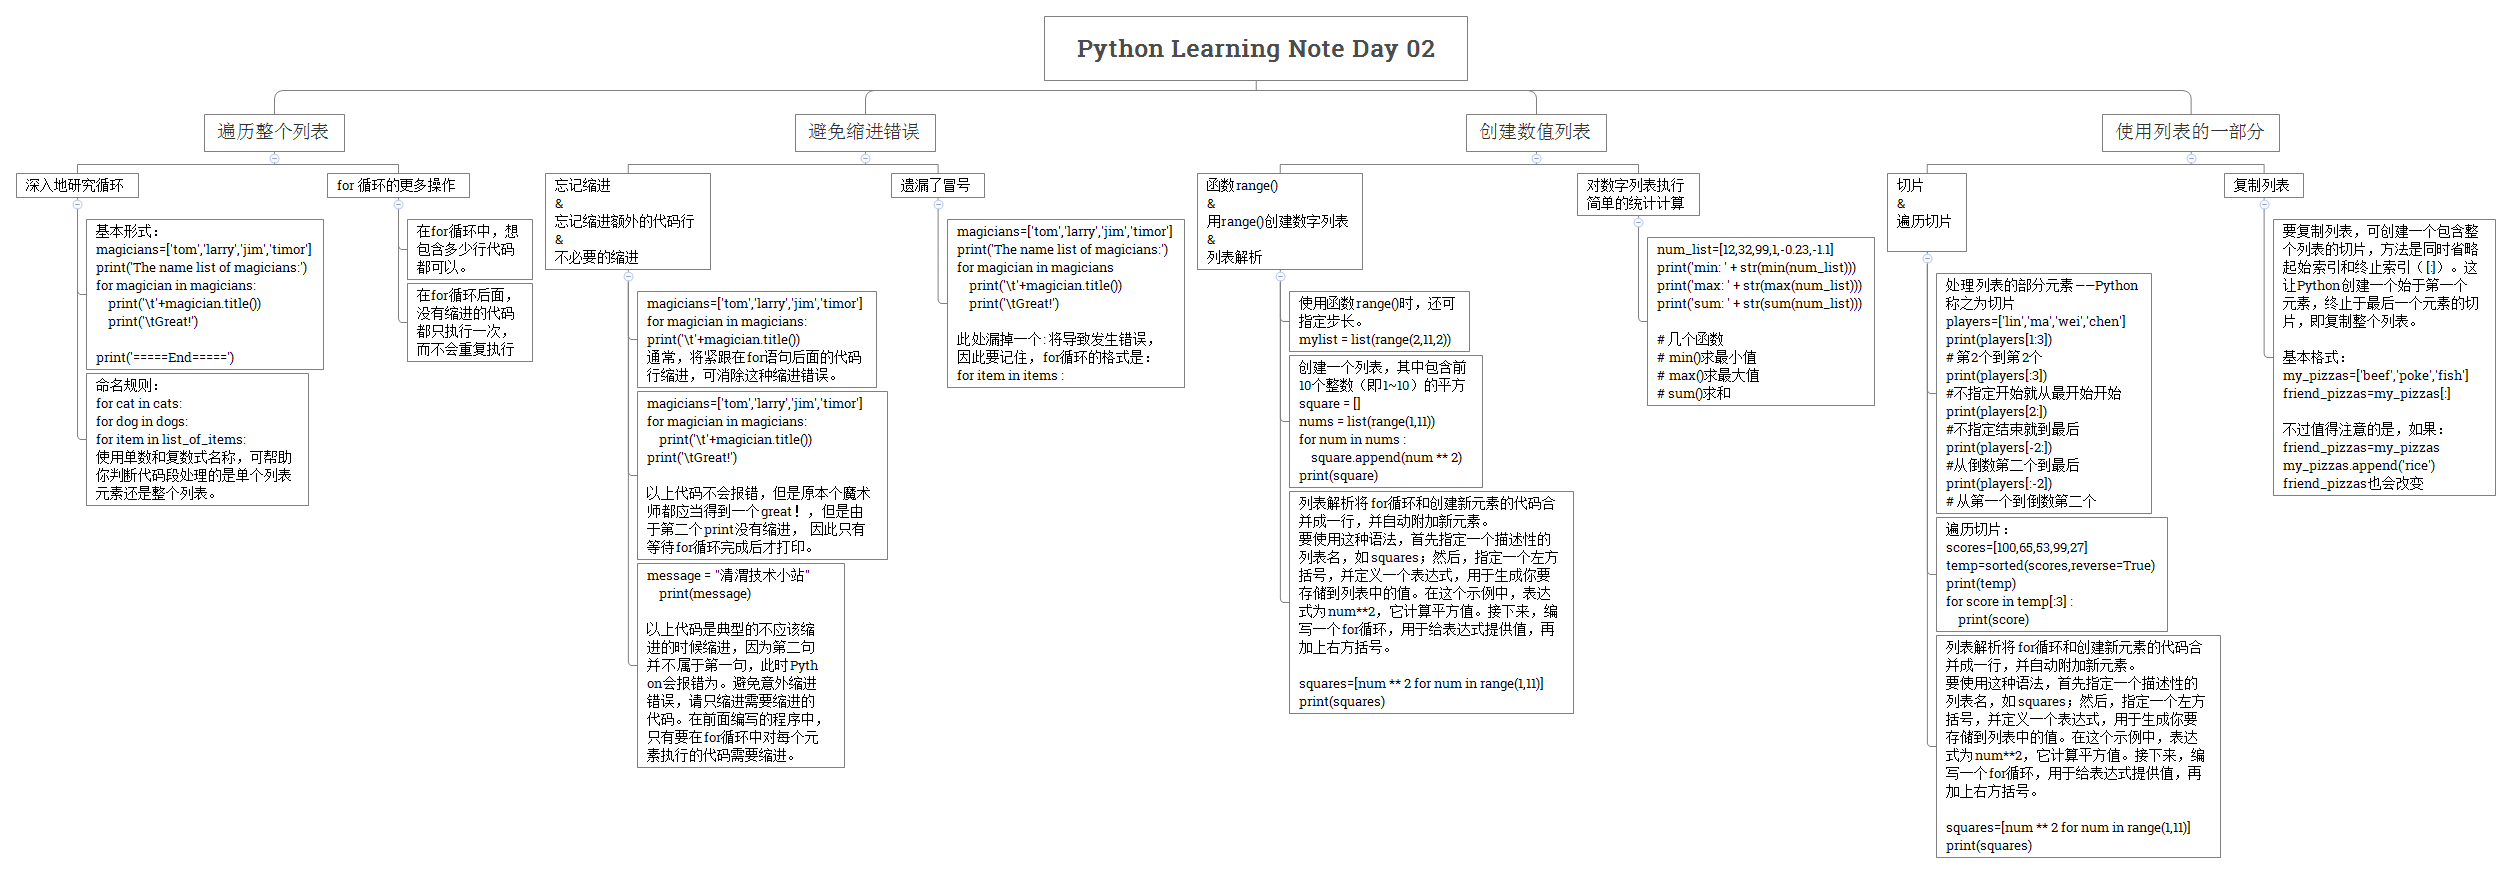 Python Learning Note Day 02
遍历整个列表
深入地研究循环
基本形式：
magicians=['tom','larry','jim','timor']
print('The name list of magicians:')
for magician in magicians:
    print('\t'+magician.title())
    print('\tGreat!')

print('=====End=====')
命名规则：
for cat in cats:
for dog in dogs:
for item in list_of_items:
使用单数和复数式名称，可帮助
你判断代码段处理的是单个列表
元素还是整个列表。
for 循环的更多操作
在for循环中，想
包含多少行代码
都可以。
在for循环后面，
没有缩进的代码
都只执行一次，
而不会重复执行
避免缩进错误
忘记缩进
&
忘记缩进额外的代码行
&
不必要的缩进
magicians=['tom','larry','jim','timor']
for magician in magicians:
print('\t'+magician.title())
通常，将紧跟在for语句后面的代码
行缩进，可消除这种缩进错误。
magicians=['tom','larry','jim','timor']
for magician in magicians:
    print('\t'+magician.title())
print('\tGreat!')

以上代码不会报错，但是原本个魔术
师都应当得到一个great！，但是由
于第二个print没有缩进， 因此只有
等待for循环完成后才打印。
message = "清渭技术小站"
    print(message)

以上代码是典型的不应该缩
进的时候缩进，因为第二句
并不属于第一句，此时Pyth
on会报错为。避免意外缩进
错误，请只缩进需要缩进的
代码。在前面编写的程序中，
只有要在for循环中对每个元
素执行的代码需要缩进。
遗漏了冒号
magicians=['tom','larry','jim','timor']
print('The name list of magicians:')
for magician in magicians
    print('\t'+magician.title())
    print('\tGreat!')

此处漏掉一个 : 将导致发生错误，
因此要记住，for循环的格式是：
for item in items :
创建数值列表
函数range()
&
用range()创建数字列表
&
列表解析
使用函数range()时，还可
指定步长。
mylist = list(range(2,11,2))
创建一个列表，其中包含前
10个整数（即1~10）的平方
square = []
nums = list(range(1,11))
for num in nums :
    square.append(num ** 2)
print(square)
列表解析将 for循环和创建新元素的代码合
并成一行，并自动附加新元素。
要使用这种语法，首先指定一个描述性的
列表名，如squares；然后，指定一个左方
括号，并定义一个表达式，用于生成你要
存储到列表中的值。在这个示例中，表达
式为num**2，它计算平方值。接下来，编
写一个for循环，用于给表达式提供值，再
加上右方括号。

squares=[num ** 2 for num in range(1,11)]
print(squares)
对数字列表执行
简单的统计计算
num_list=[12,32,99,1,-0.23,-1.1]
print('min: ' + str(min(num_list)))
print('max: ' + str(max(num_list)))
print('sum: ' + str(sum(num_list)))

# 几个函数
# min()求最小值
# max()求最大值
# sum()求和
使用列表的一部分
切片
&
遍历切片
处理列表的部分元素——Python
称之为切片
players=['lin','ma','wei','chen']
print(players[1:3])
# 第2个到第2个
print(players[:3])
#不指定开始就从最开始开始
print(players[2:])
#不指定结束就到最后
print(players[-2:])
#从倒数第二个到最后
print(players[:-2])
# 从第一个到倒数第二个
遍历切片：
scores=[100,65,53,99,27]
temp=sorted(scores,reverse=True)
print(temp)
for score in temp[:3] :
    print(score)
列表解析将 for循环和创建新元素的代码合
并成一行，并自动附加新元素。
要使用这种语法，首先指定一个描述性的
列表名，如squares；然后，指定一个左方
括号，并定义一个表达式，用于生成你要
存储到列表中的值。在这个示例中，表达
式为num**2，它计算平方值。接下来，编
写一个for循环，用于给表达式提供值，再
加上右方括号。

squares=[num ** 2 for num in range(1,11)]
print(squares)
复制列表
要复制列表，可创建一个包含整
个列表的切片，方法是同时省略
起始索引和终止索引（[:]）。这
让Python创建一个始于第一个
元素，终止于最后一个元素的切
片，即复制整个列表。

基本格式：
my_pizzas=['beef','poke','fish']
friend_pizzas=my_pizzas[:]

不过值得注意的是，如果：
friend_pizzas=my_pizzas
my_pizzas.append('rice')
friend_pizzas也会改变